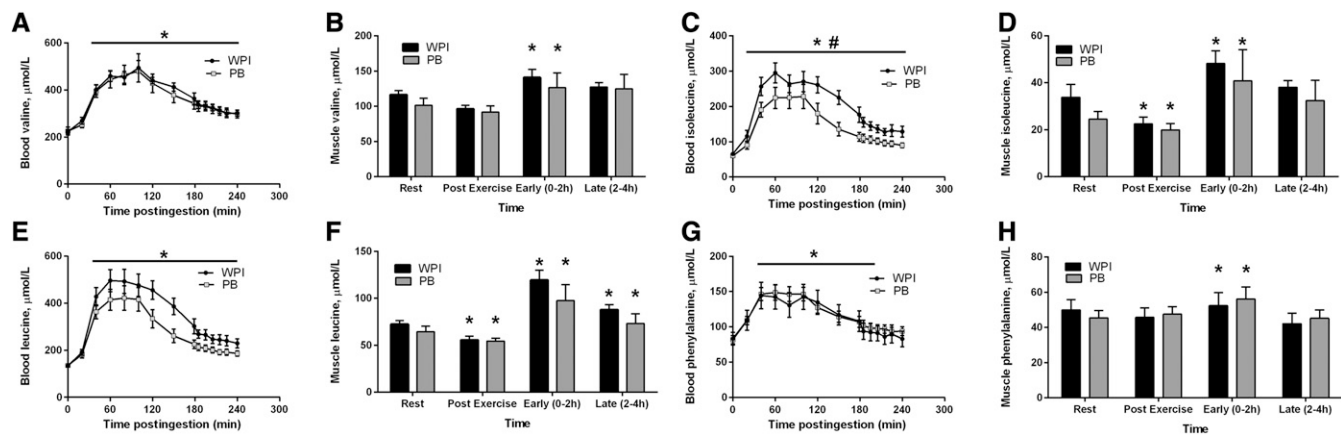 A
Blood valine, μmol/L
600
400
200
0
*
WPI
PB
0 60 120 180 240 300
Time postingestion (min)
B
Muscle valine, μmol/L
200
150
100
50
0
WPI
PB
* *
Rest Post Exercise Early (0-2h) Late (2-4h)
Time
C
Blood isoleucine, μmol/L
400
300
200
100
0
* #
WPI
PB
0 60 120 180 240 300
Time postingestion (min)
D
Muscle isoleucine, μmol/L
60
40
20
0
WPI
PB
* * * *
Rest Post Exercise Early (0-2h) Late (2-4h)
Time
E
Blood leucine, μmol/L
600
400
200
0
*
WPI
PB
0 60 120 180 240 300
Time postingestion (min)
F
Muscle leucine, μmol/L
150
100
50
0
WPI
PB
* * * * * *
Rest Post Exercise Early (0-2h) Late (2-4h)
Time
G
Blood phenylalanine, μmol/L
200
150
100
50
0
*
WPI
PB
0 60 120 180 240 300
Time postingestion (min)
H
Muscle phenylalanine, μmol/L
80
60
40
20
0
WPI
PB
* *
Rest Post Exercise Early (0-2h) Late (2-4h)
Time